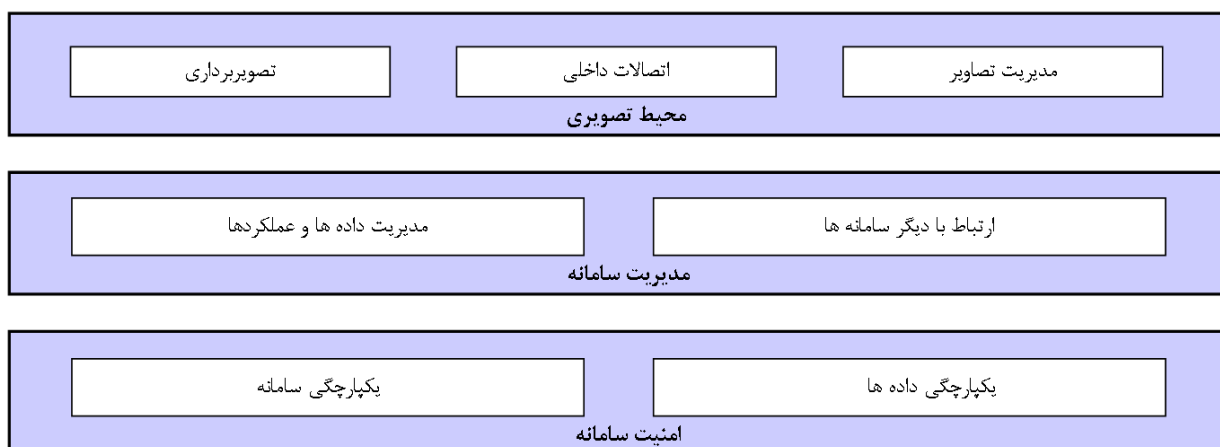 مدیریت تصاویر
اتصالات داخلی
تصویربرداری
محیط تصویری
ارتباط با دیگر سامانه ها
مدیریت داده ها و عملکردها
مدیریت سامانه
یکپارچگی داده ها
یکپارچگی سامانه
امنیت سامانه